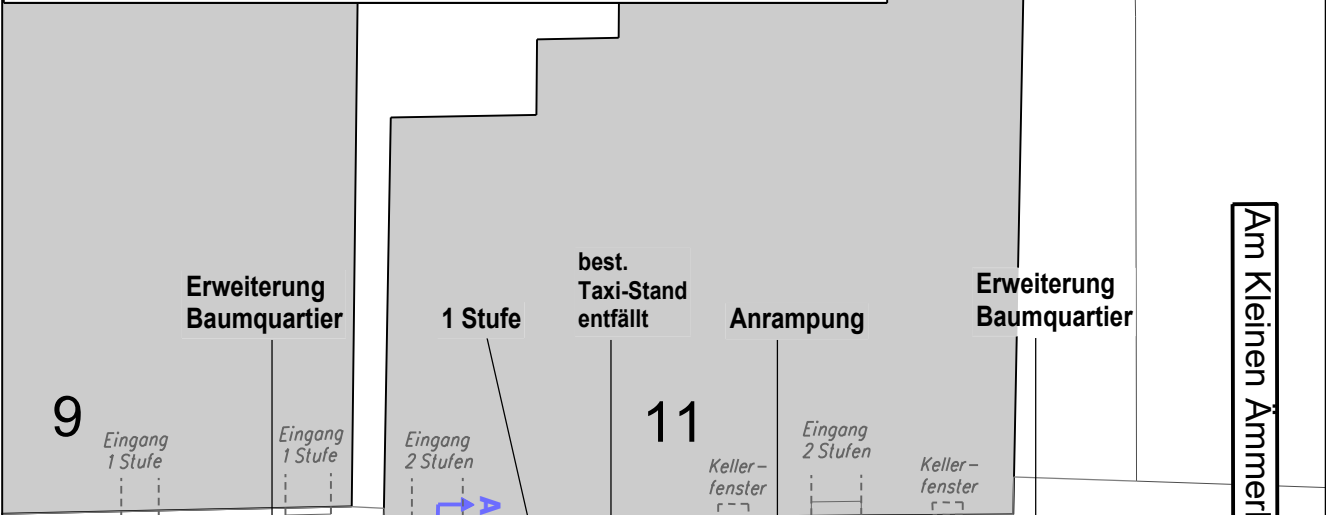 Erweiterung
Baumquartier
1 Stufe
best.
Taxi-Stand
entfällt
Anrampung
Erweiterung
Baumquartier
9
11
Eingang
1 Stufe
Eingang
1 Stufe
Eingang
2 Stufen
Keller-
fenster
Eingang
2 Stufen
Keller-
fenster
A
Am Kleinen